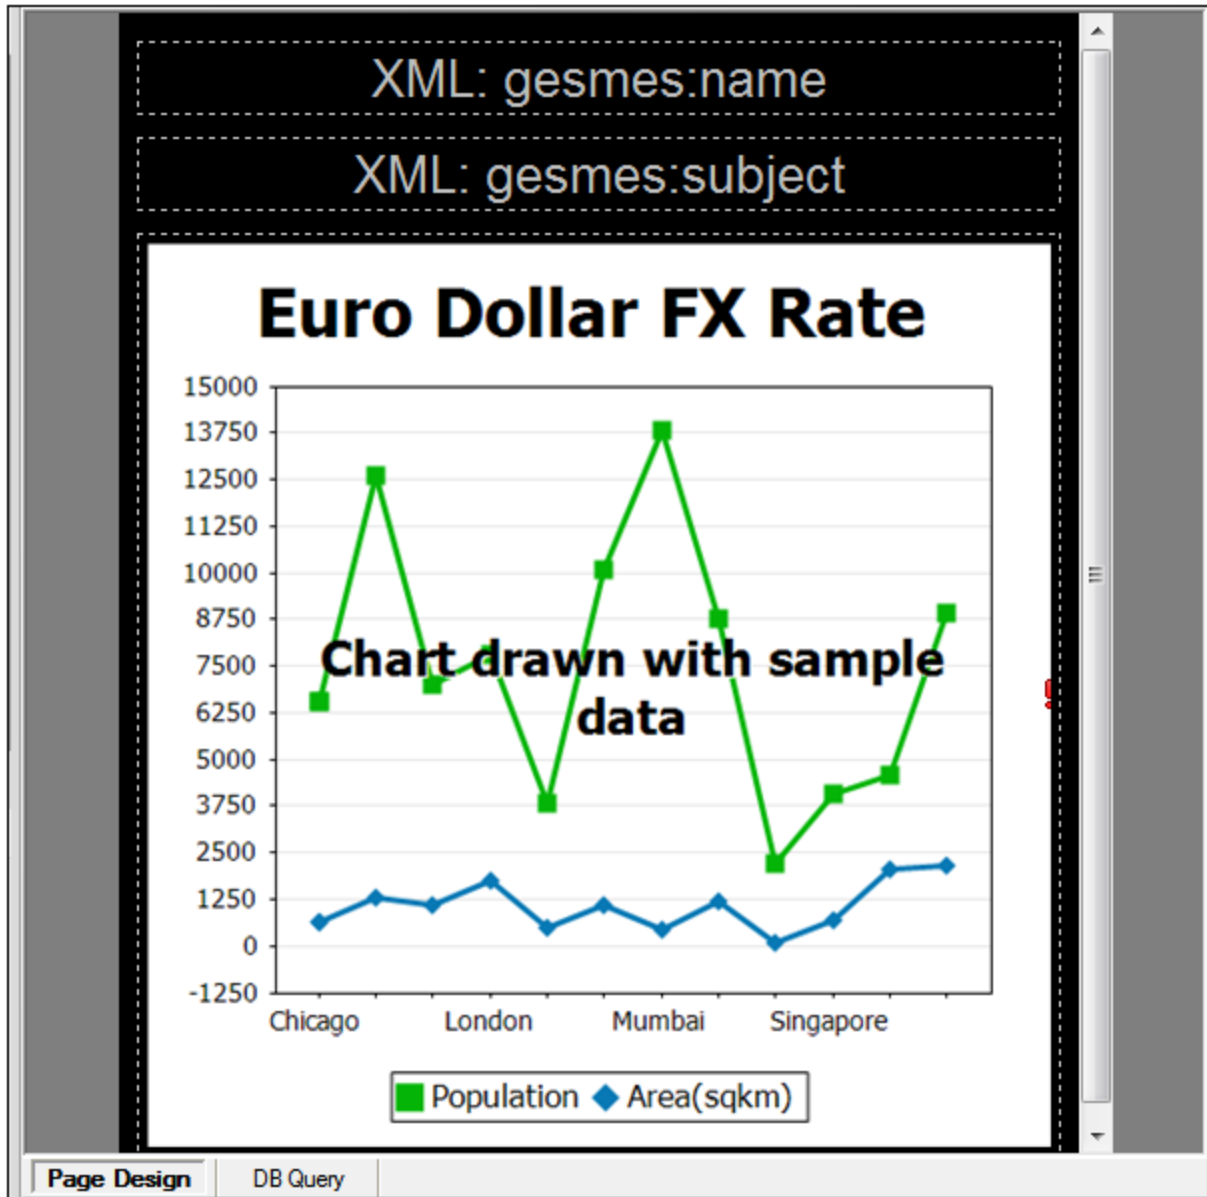 XML: gesmes:name
XML: gesmes:subject
Euro Dollar FX Rate
15000
13750
12500
11250
10000
8750
7500
6250
5000
3750
2500
1250
0
-1250
Chart drawn with sample
data
Chicago London Mumbai Singapore
Population Area(sqkm)
Page Design DB Query